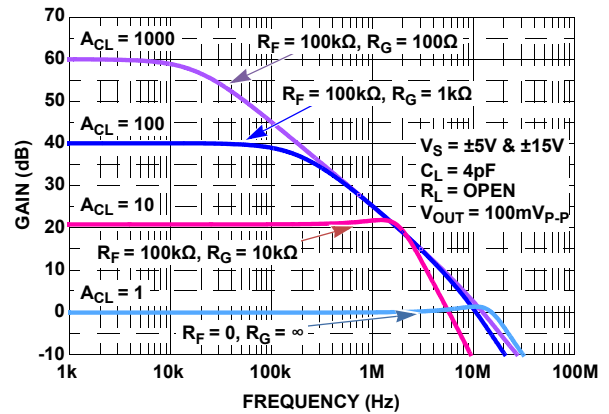 70
60
50
40
30
20
10
0
-10
GAIN (dB)
A_CL = 1000
R_F = 100kΩ, R_G = 100Ω
R_F = 100kΩ, R_G = 1kΩ
A_CL = 100
V_S = ±5V & ±15V
C_L = 4pF
R_L = OPEN
V_OUT = 100mV_P-P
A_CL = 10
R_F = 100kΩ, R_G = 10kΩ
A_CL = 1
R_F = 0, R_G = ∞
1k 10k 100k 1M 10M 100M
FREQUENCY (Hz)